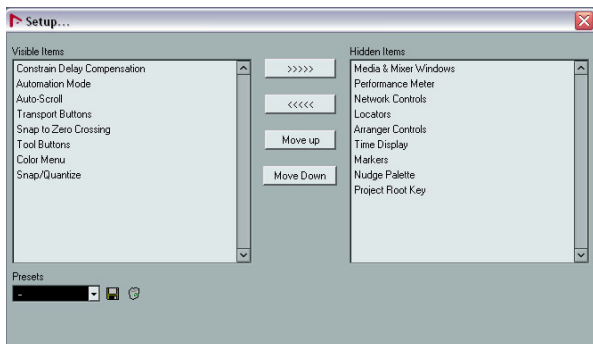 Setup...
Visible Items
Constrain Delay Compensation
Automation Mode
Auto-Scroll
Transport Buttons
Snap to Zero Crossing
Tool Buttons
Color Menu
Snap/Quantize
>>>>>
<<<<<
Move up
Move Down
Hidden Items
Media & Mixer Windows
Performance Meter
Network Controls
Locators
Arranger Controls
Time Display
Markers
Nudge Palette
Project Root Key
Presets
-